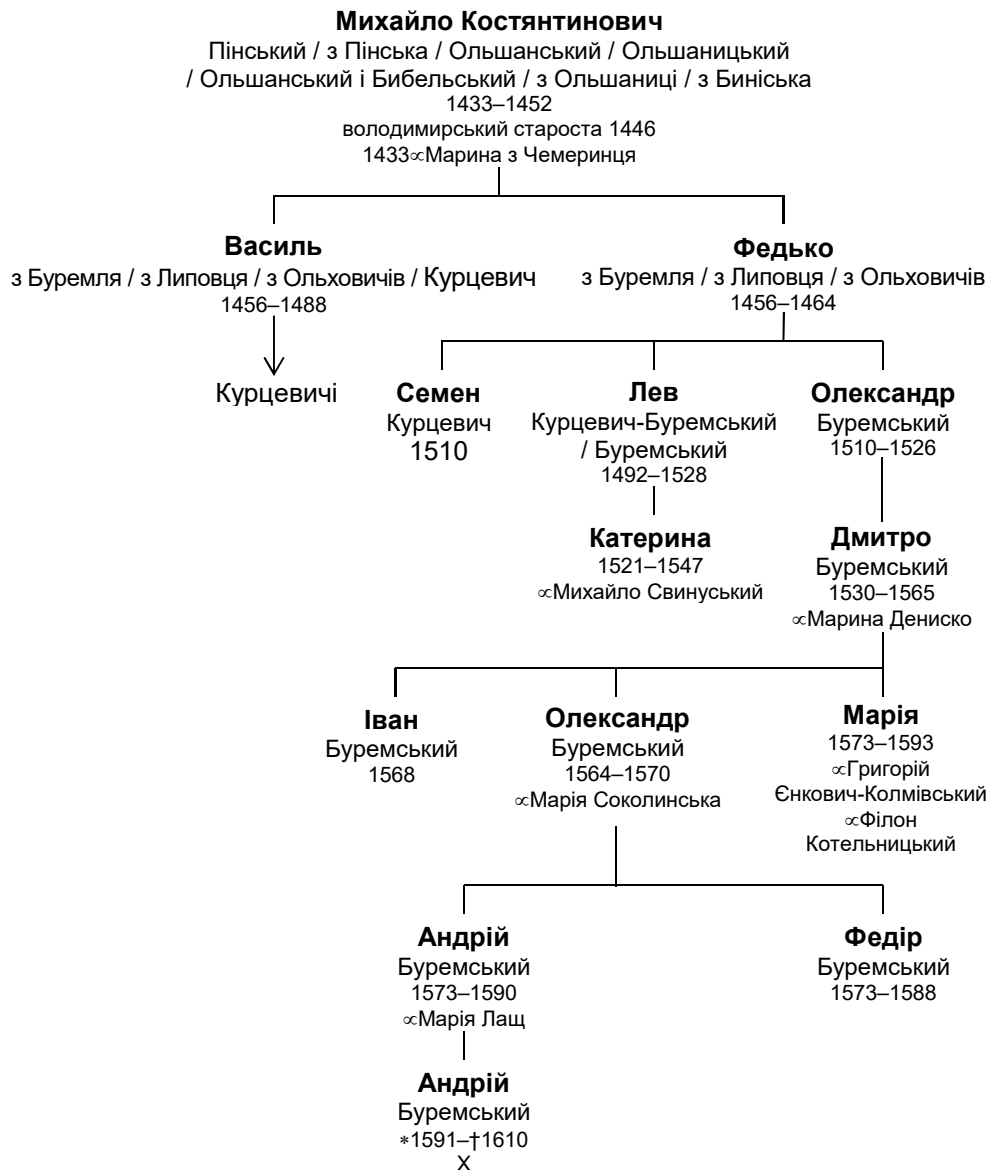 Михайло Костянтинович
Пінський / з Пінська / Ольшанський / Ольшаницький
/ Ольшанський і Бибельський / з Ольшаниці / з Биніська
1433–1452
володимирський староста 1446
1433∝Марина з Чемеринця
Василь
з Буремля / з Липовця / з Ольховичів / Курцевич
1456–1488
Федько
з Буремля / з Липовця / з Ольховичів
1456–1464
Курцевичі
Семен
Курцевич
1510
Лев
Курцевич-Буремський
/ Буремський
1492–1528
Олександр
Буремський
1510–1526
Катерина
1521–1547
∝Михайло Свинуський
Дмитро
Буремський
1530–1565
∝Марина Дениско
Іван
Буремський
1568
Олександр
Буремський
1564–1570
∝Марія Соколинська
Марія
1573–1593
∝Григорій
Єнкович-Колмівський
∝Філон
Котельницький
Андрій
Буремський
1573–1590
∝Марія Лащ
Федір
Буремський
1573–1588
Андрій
Буремський
*1591–†1610
X